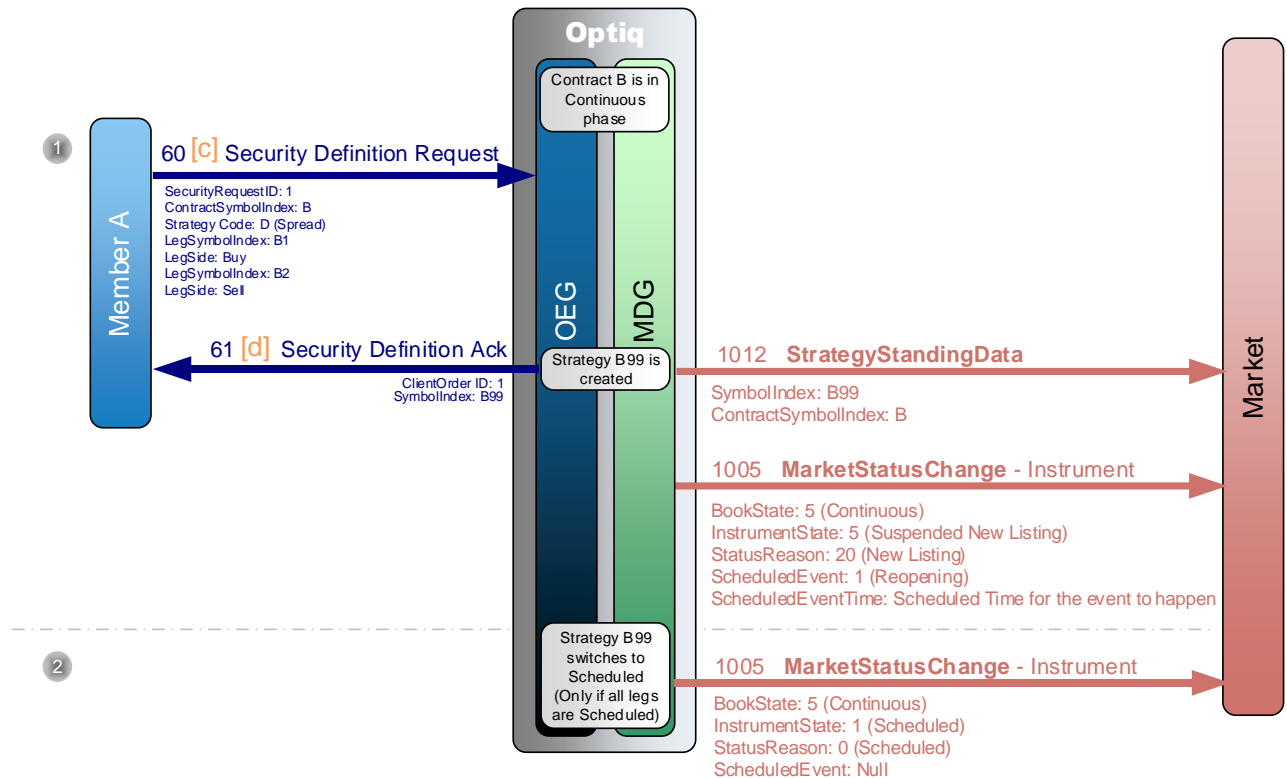 Optiq
Contract B is in
Continuous
phase
1
60 [c] Security Definition Request
SecurityRequestID: 1
ContractSymbolIndex: B
Strategy Code: D (Spread)
LegSymbolIndex: B1
LegSide: Buy
LegSymbolIndex: B2
LegSide: Sell
Member A
OEG
MDG
Market
61 [d] Security Definition Ack
ClientOrder ID: 1
SymbolIndex: B99
Strategy B99 is
created
1012 StrategyStandingData
SymbolIndex: B99
ContractSymbolIndex: B
1005 MarketStatusChange - Instrument
BookState: 5 (Continuous)
InstrumentState: 5 (Suspended New Listing)
StatusReason: 20 (New Listing)
ScheduledEvent: 1 (Reopening)
ScheduledEventTime: Scheduled Time for the event to happen
2
Strategy B99
switches to
Scheduled
(Only if all legs
are Scheduled)
1005 MarketStatusChange - Instrument
BookState: 5 (Continuous)
InstrumentState: 1 (Scheduled)
StatusReason: 0 (Scheduled)
ScheduledEvent: Null